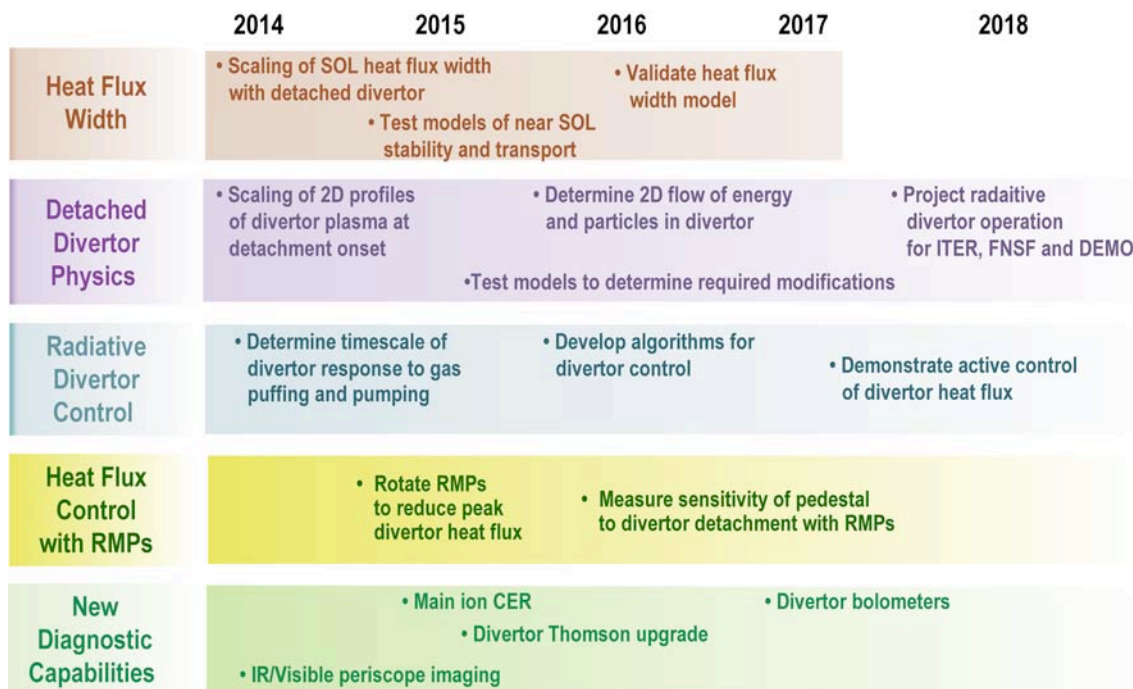 2014 2015 2016 2017 2018
Heat Flux
Width
• Scaling of SOL heat flux width
with detached divertor
• Test models of near SOL
stability and transport
• Validate heat flux
width model
Detached
Divertor
Physics
• Scaling of 2D profiles
of divertor plasma at
detachment onset
• Determine 2D flow of energy
and particles in divertor
•Test models to determine required modifications
• Project radaitive
divertor operation
for ITER, FNSF and DEMO
Radiative
Divertor
Control
• Determine timescale of
divertor response to gas
puffing and pumping
• Develop algorithms for
divertor control
• Demonstrate active control
of divertor heat flux
Heat Flux
Control
with RMPs
• Rotate RMPs
to reduce peak
divertor heat flux
• Measure sensitivity of pedestal
to divertor detachment with RMPs
New
Diagnostic
Capabilities
• Main ion CER
• Divertor Thomson upgrade
• IR/Visible periscope imaging
• Divertor bolometers